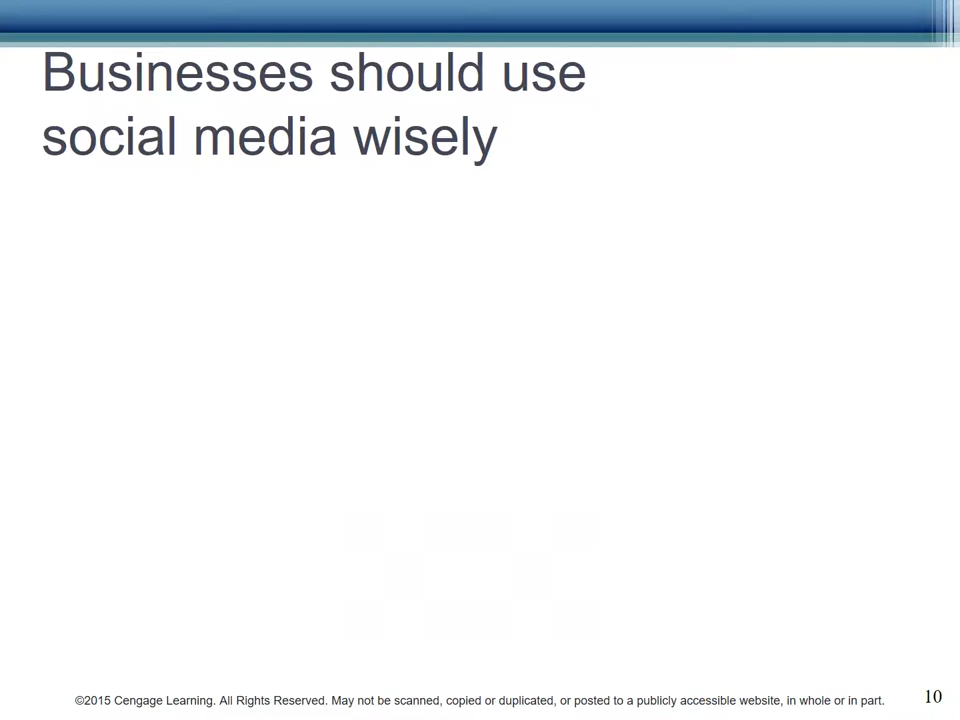 Businesses should use
social media wisely
©2015 Cengage Learning. All Rights Reserved. May not be scanned, copied or duplicated, or posted to a publicly accessible website, in whole or in part.
10